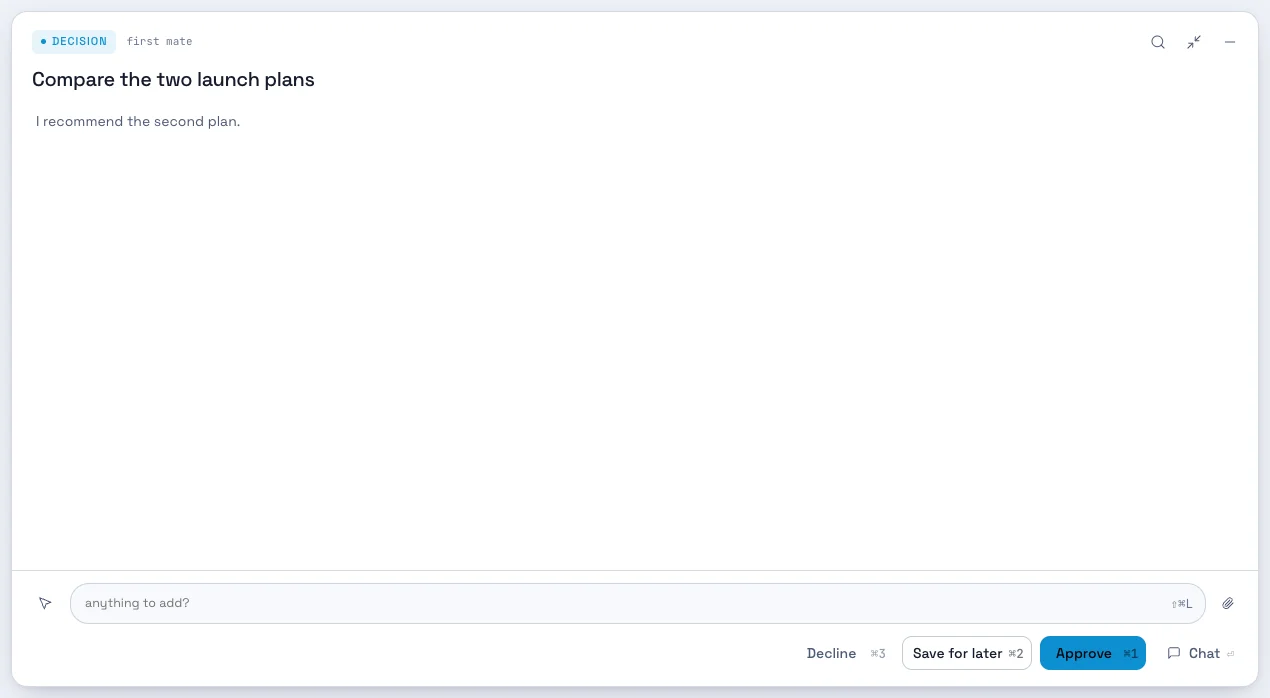 DECISION first mate
Compare the two launch plans
I recommend the second plan.
anything to add? ⇧⌘L
Decline ⌘3 Save for later ⌘2 Approve ⌘1 Chat ⏎